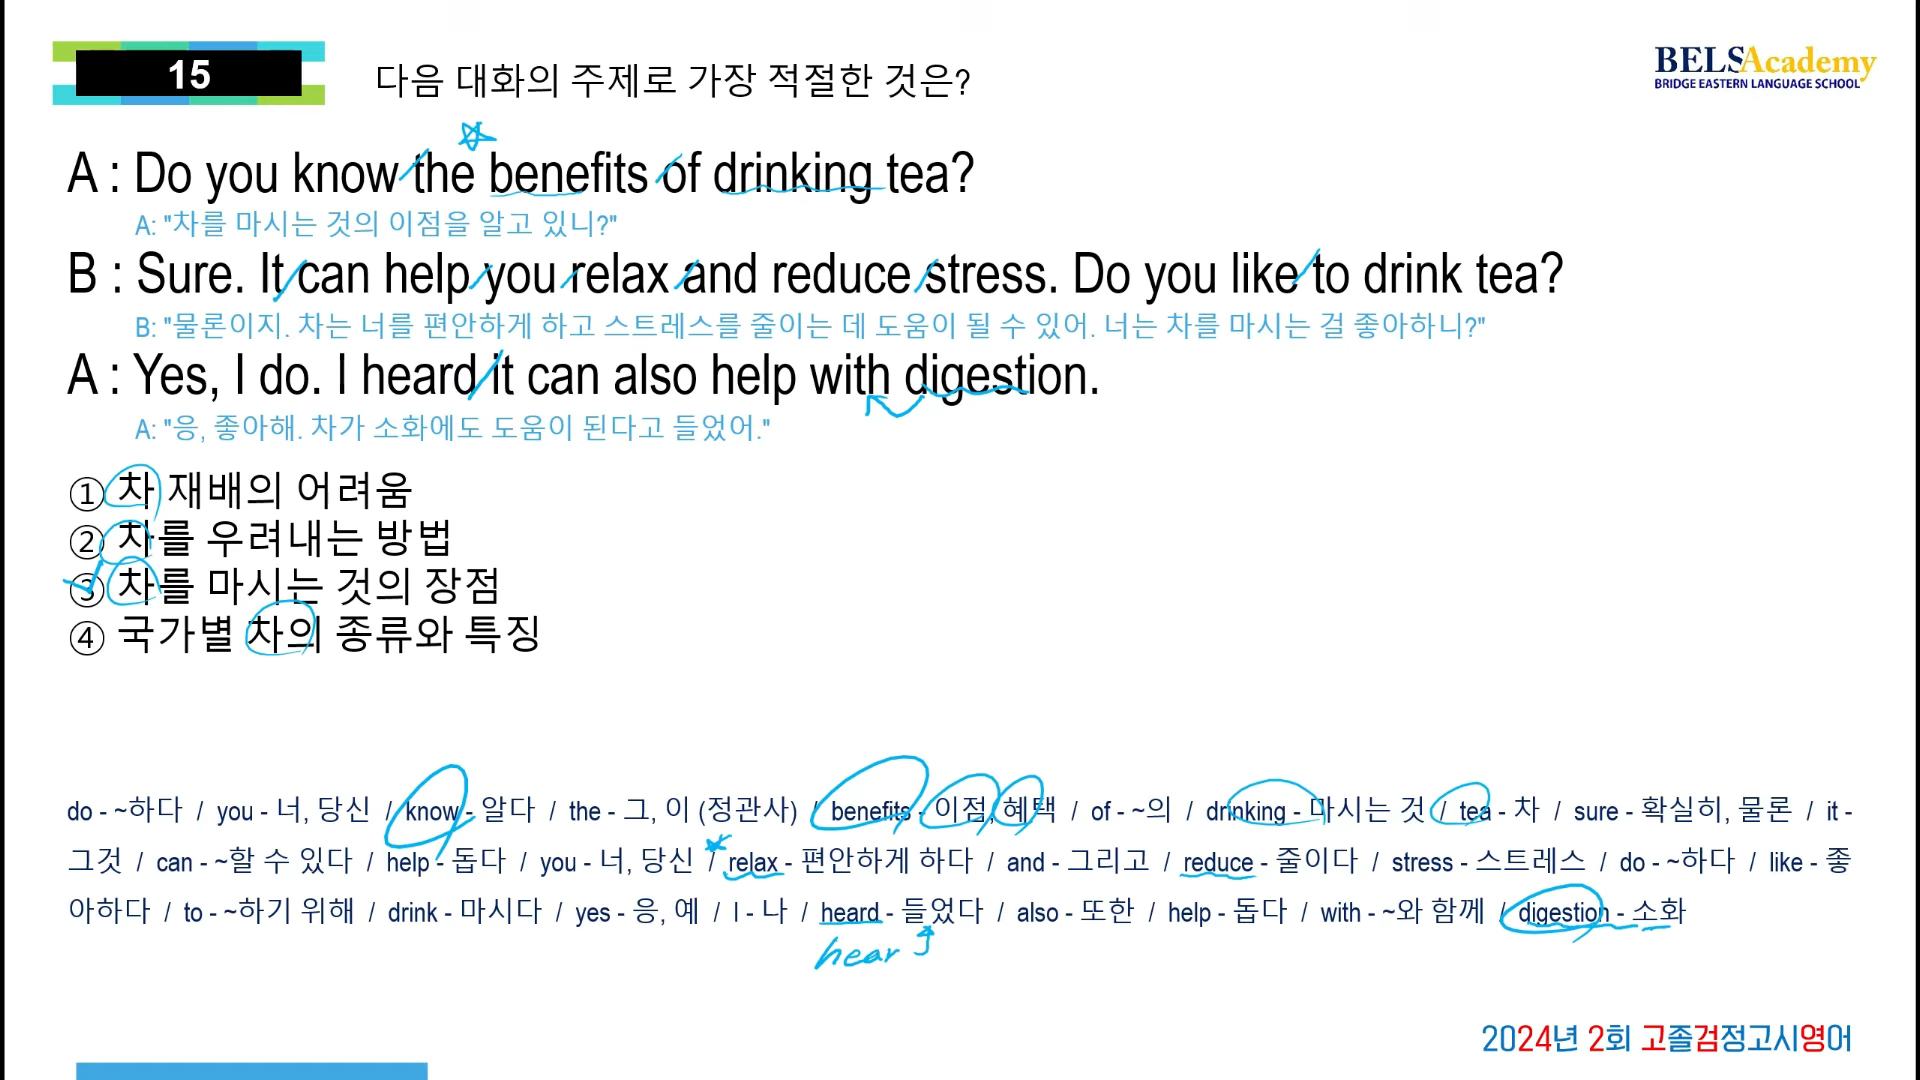 15
다음 대화의 주제로 가장 적절한 것은?
BELSAcademy
BRIDGE EASTERN LANGUAGE SCHOOL
A : Do you know the benefits of drinking tea?
A: "차를 마시는 것의 이점을 알고 있니?"
B : Sure. It can help you relax and reduce stress. Do you like to drink tea?
B: "물론이지. 차는 너를 편안하게 하고 스트레스를 줄이는 데 도움이 될 수 있어. 너는 차를 마시는 걸 좋아하니?"
A : Yes, I do. I heard it can also help with digestion.
A: "응, 좋아해. 차가 소화에도 도움이 된다고 들었어."
① 차 재배의 어려움
② 차를 우려내는 방법
③ 차를 마시는 것의 장점
④ 국가별 차의 종류와 특징
do - ~하다 / you - 너, 당신 / know - 알다 / the - 그, 이 (정관사) / benefits - 이점, 혜택 / of - ~의 / drinking - 마시는 것 / tea - 차 / sure - 확실히, 물론 / it -
그것 / can - ~할 수 있다 / help - 돕다 / you - 너, 당신 / relax - 편안하게 하다 / and - 그리고 / reduce - 줄이다 / stress - 스트레스 / do - ~하다 / like - 좋
아하다 / to - ~하기 위해 / drink - 마시다 / yes - 응, 예 / I - 나 / heard - 들었다 / also - 또한 / help - 돕다 / with - ~와 함께 / digestion - 소화
hear
2024년 2회 고졸검정고시영어